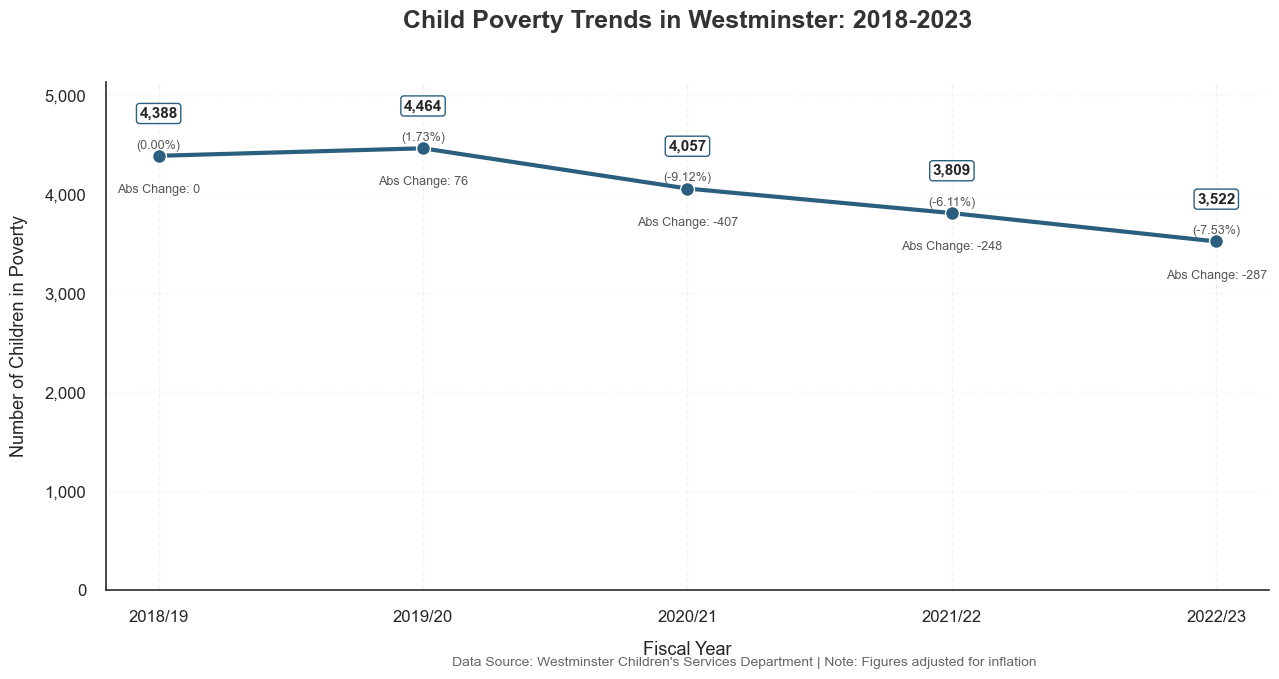 Child Poverty Trends in Westminster: 2018-2023
Number of Children in Poverty
5,000
4,000
3,000
2,000
1,000
0
4,388
(0.00%)
Abs Change: 0
4,464
(1.73%)
Abs Change: 76
4,057
(-9.12%)
Abs Change: -407
3,809
(-6.11%)
Abs Change: -248
3,522
(-7.53%)
Abs Change: -287
2018/19
2019/20
2020/21
2021/22
2022/23
Fiscal Year
Data Source: Westminster Children's Services Department | Note: Figures adjusted for inflation